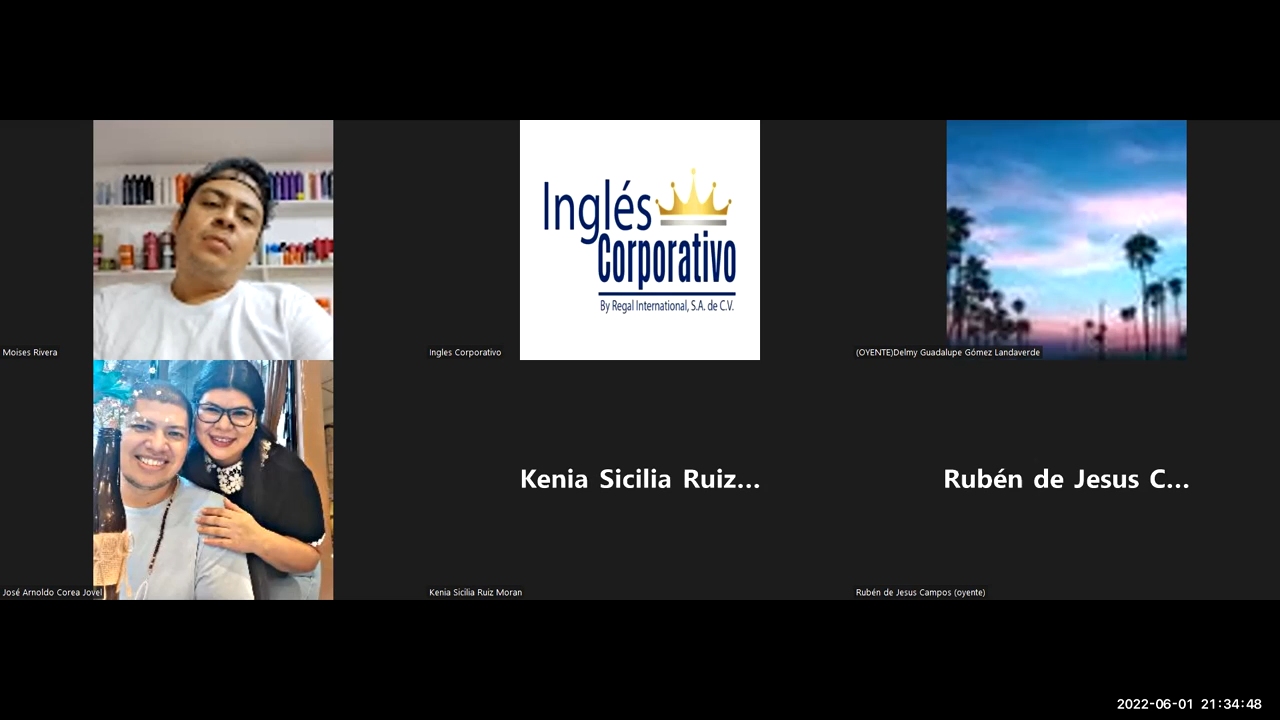 Inglés
Corporativo
By Regal International, S.A. de C.V.
Moises Rivera
Ingles Corporativo
(OYENTE)Delmy Guadalupe Gómez Landaverde
Kenia Sicilia Ruiz...
Rubén de Jesus C...
José Arnoldo Corea Jovel
Kenia Sicilia Ruiz Moran
Rubén de Jesus Campos (oyente)
2022-06-01 21:34:48